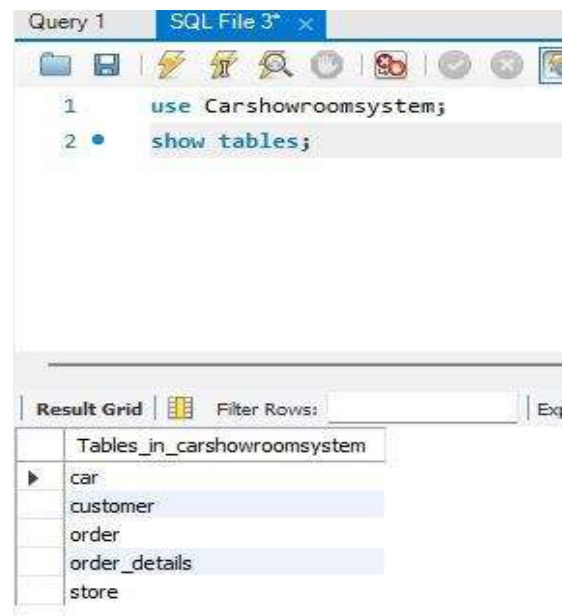 Query 1
SQL File 3*
1 use Carshowroomsystem;
2 show tables;
Result Grid
Filter Rows:
Tables_in_carshowroomsystem
car
customer
order
order_details
store